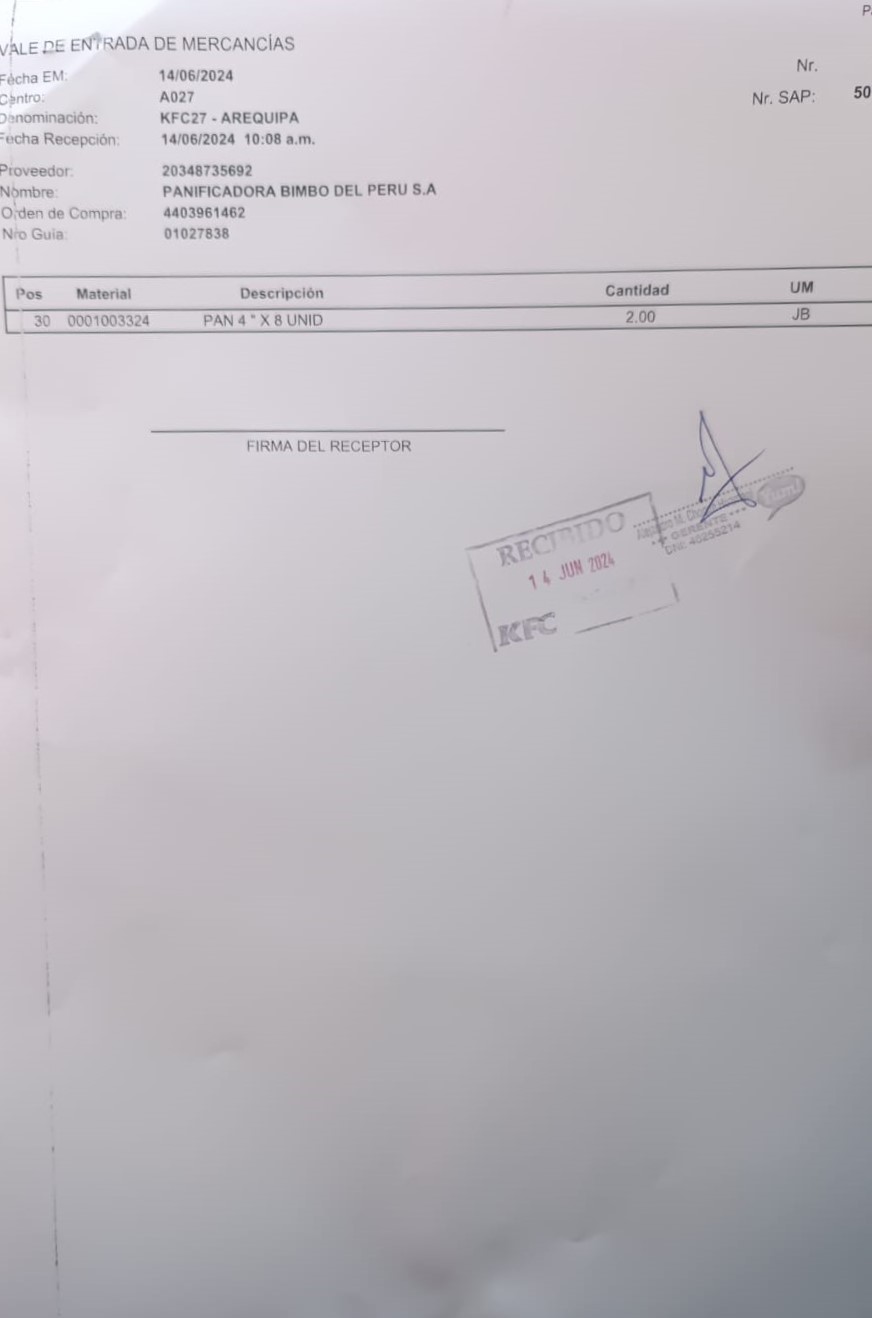 VALE DE ENTRADA DE MERCANCÍAS
Fecha EM: 14/06/2024
Centro: A027
Denominación: KFC27 - AREQUIPA
Fecha Recepción: 14/06/2024 10:08 a.m.
Nr.
Nr. SAP: 50
Proveedor: 20348735692
Nombre: PANIFICADORA BIMBO DEL PERU S.A
Orden de Compra: 4403961462
Nro Guia: 01027838
Pos Material Descripción Cantidad UM
30 0001003324 PAN 4 " X 8 UNID 2.00 JB
FIRMA DEL RECEPTOR
RECIBIDO
14 JUN 2024
KFC
GERENTE
DNI: 40255214